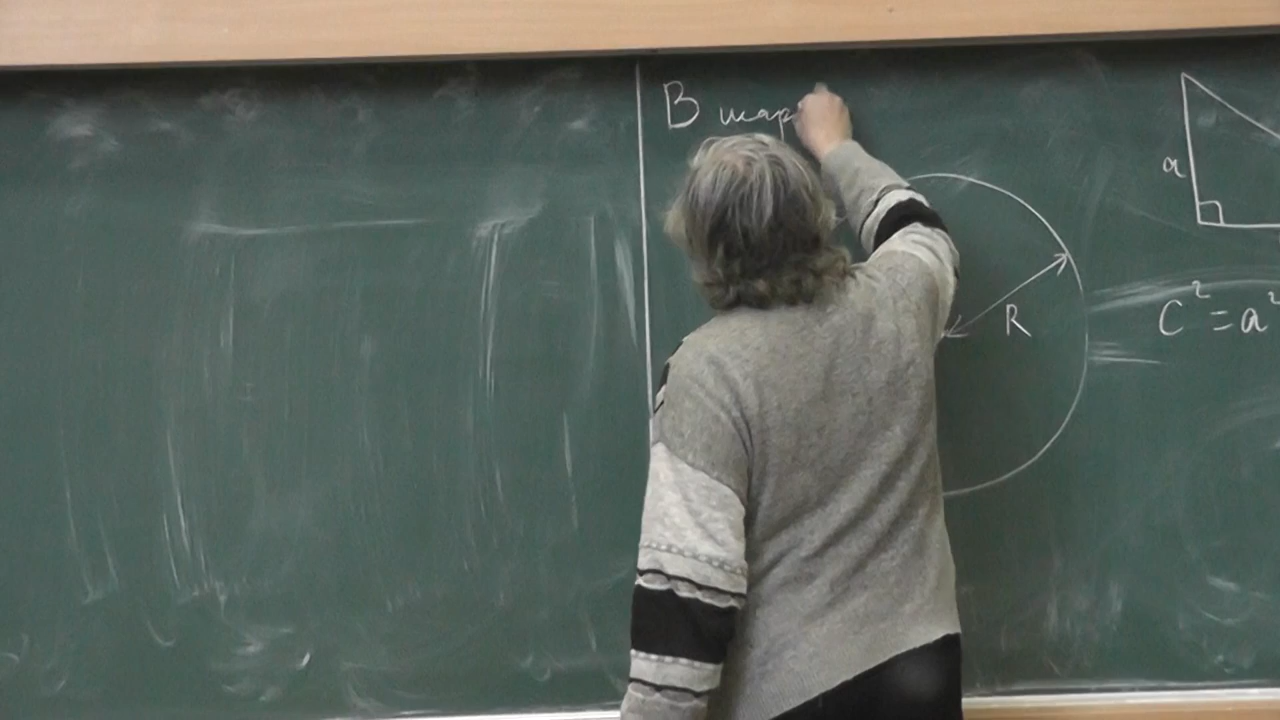 В шар
R
a
c² = a²